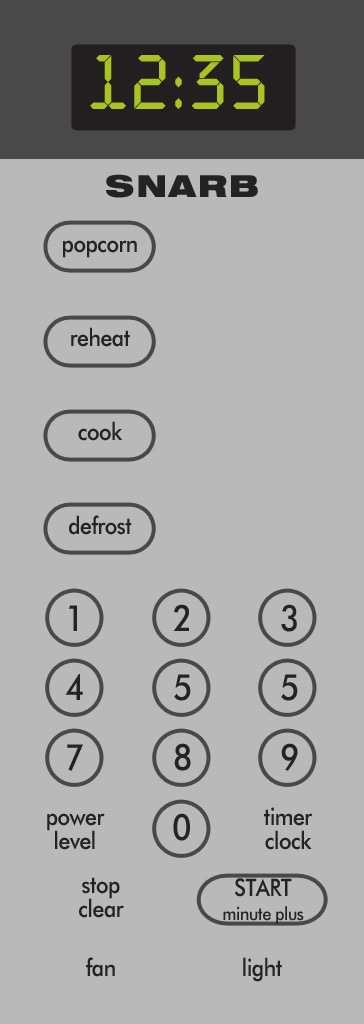 12:35
SNARB
popcorn
reheat
cook
defrost
1 2 3
4 5 5
7 8 9
power level
0
timer clock
stop clear
START
minute plus
fan
light